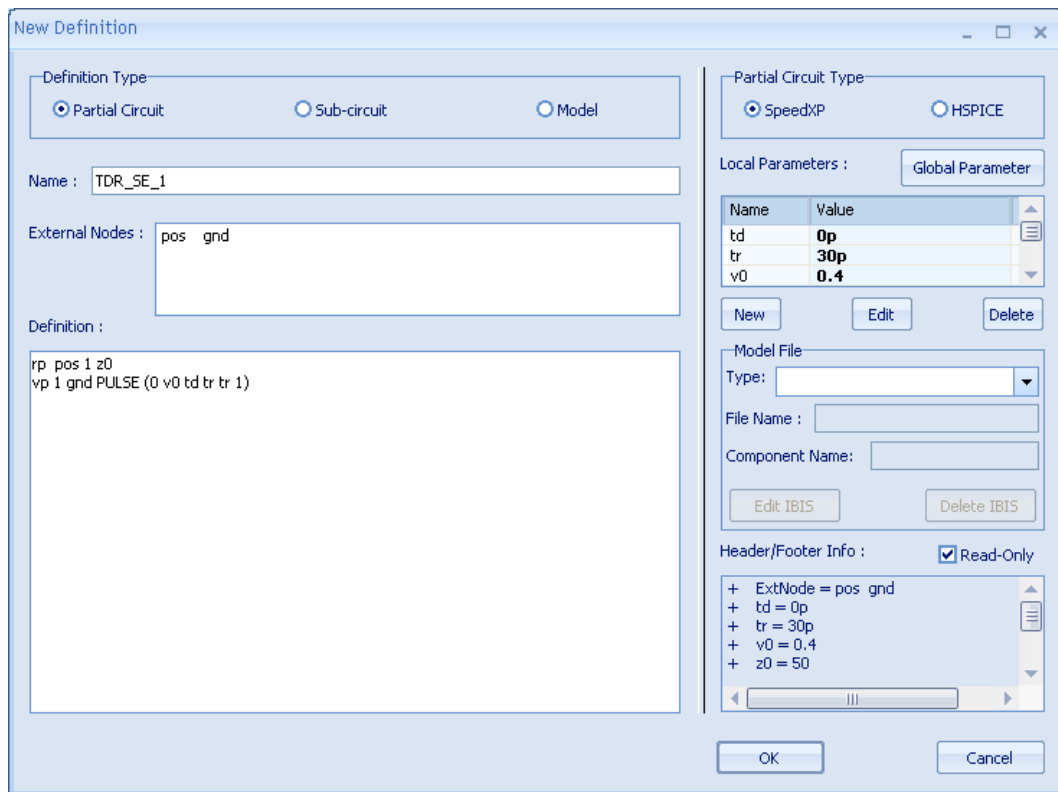 New Definition
Definition Type
Partial Circuit Sub-circuit Model
Name : TDR_SE_1
External Nodes : pos gnd
Definition :
rp pos 1 z0
vp 1 gnd PULSE (0 v0 td tr tr 1)
Partial Circuit Type
SpeedXP HSPICE
Local Parameters : Global Parameter
Name Value
td 0p
tr 30p
v0 0.4
New Edit Delete
Model File
Type:
File Name :
Component Name:
Edit IBIS Delete IBIS
Header/Footer Info : Read-Only
+ ExtNode = pos gnd
+ td = 0p
+ tr = 30p
+ v0 = 0.4
+ z0 = 50
OK Cancel